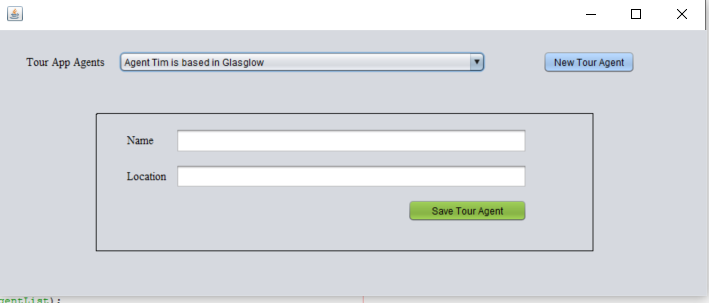 Tour App Agents Agent Tim is based in Glasglow New Tour Agent
Name
Location
Save Tour Agent
gentList);